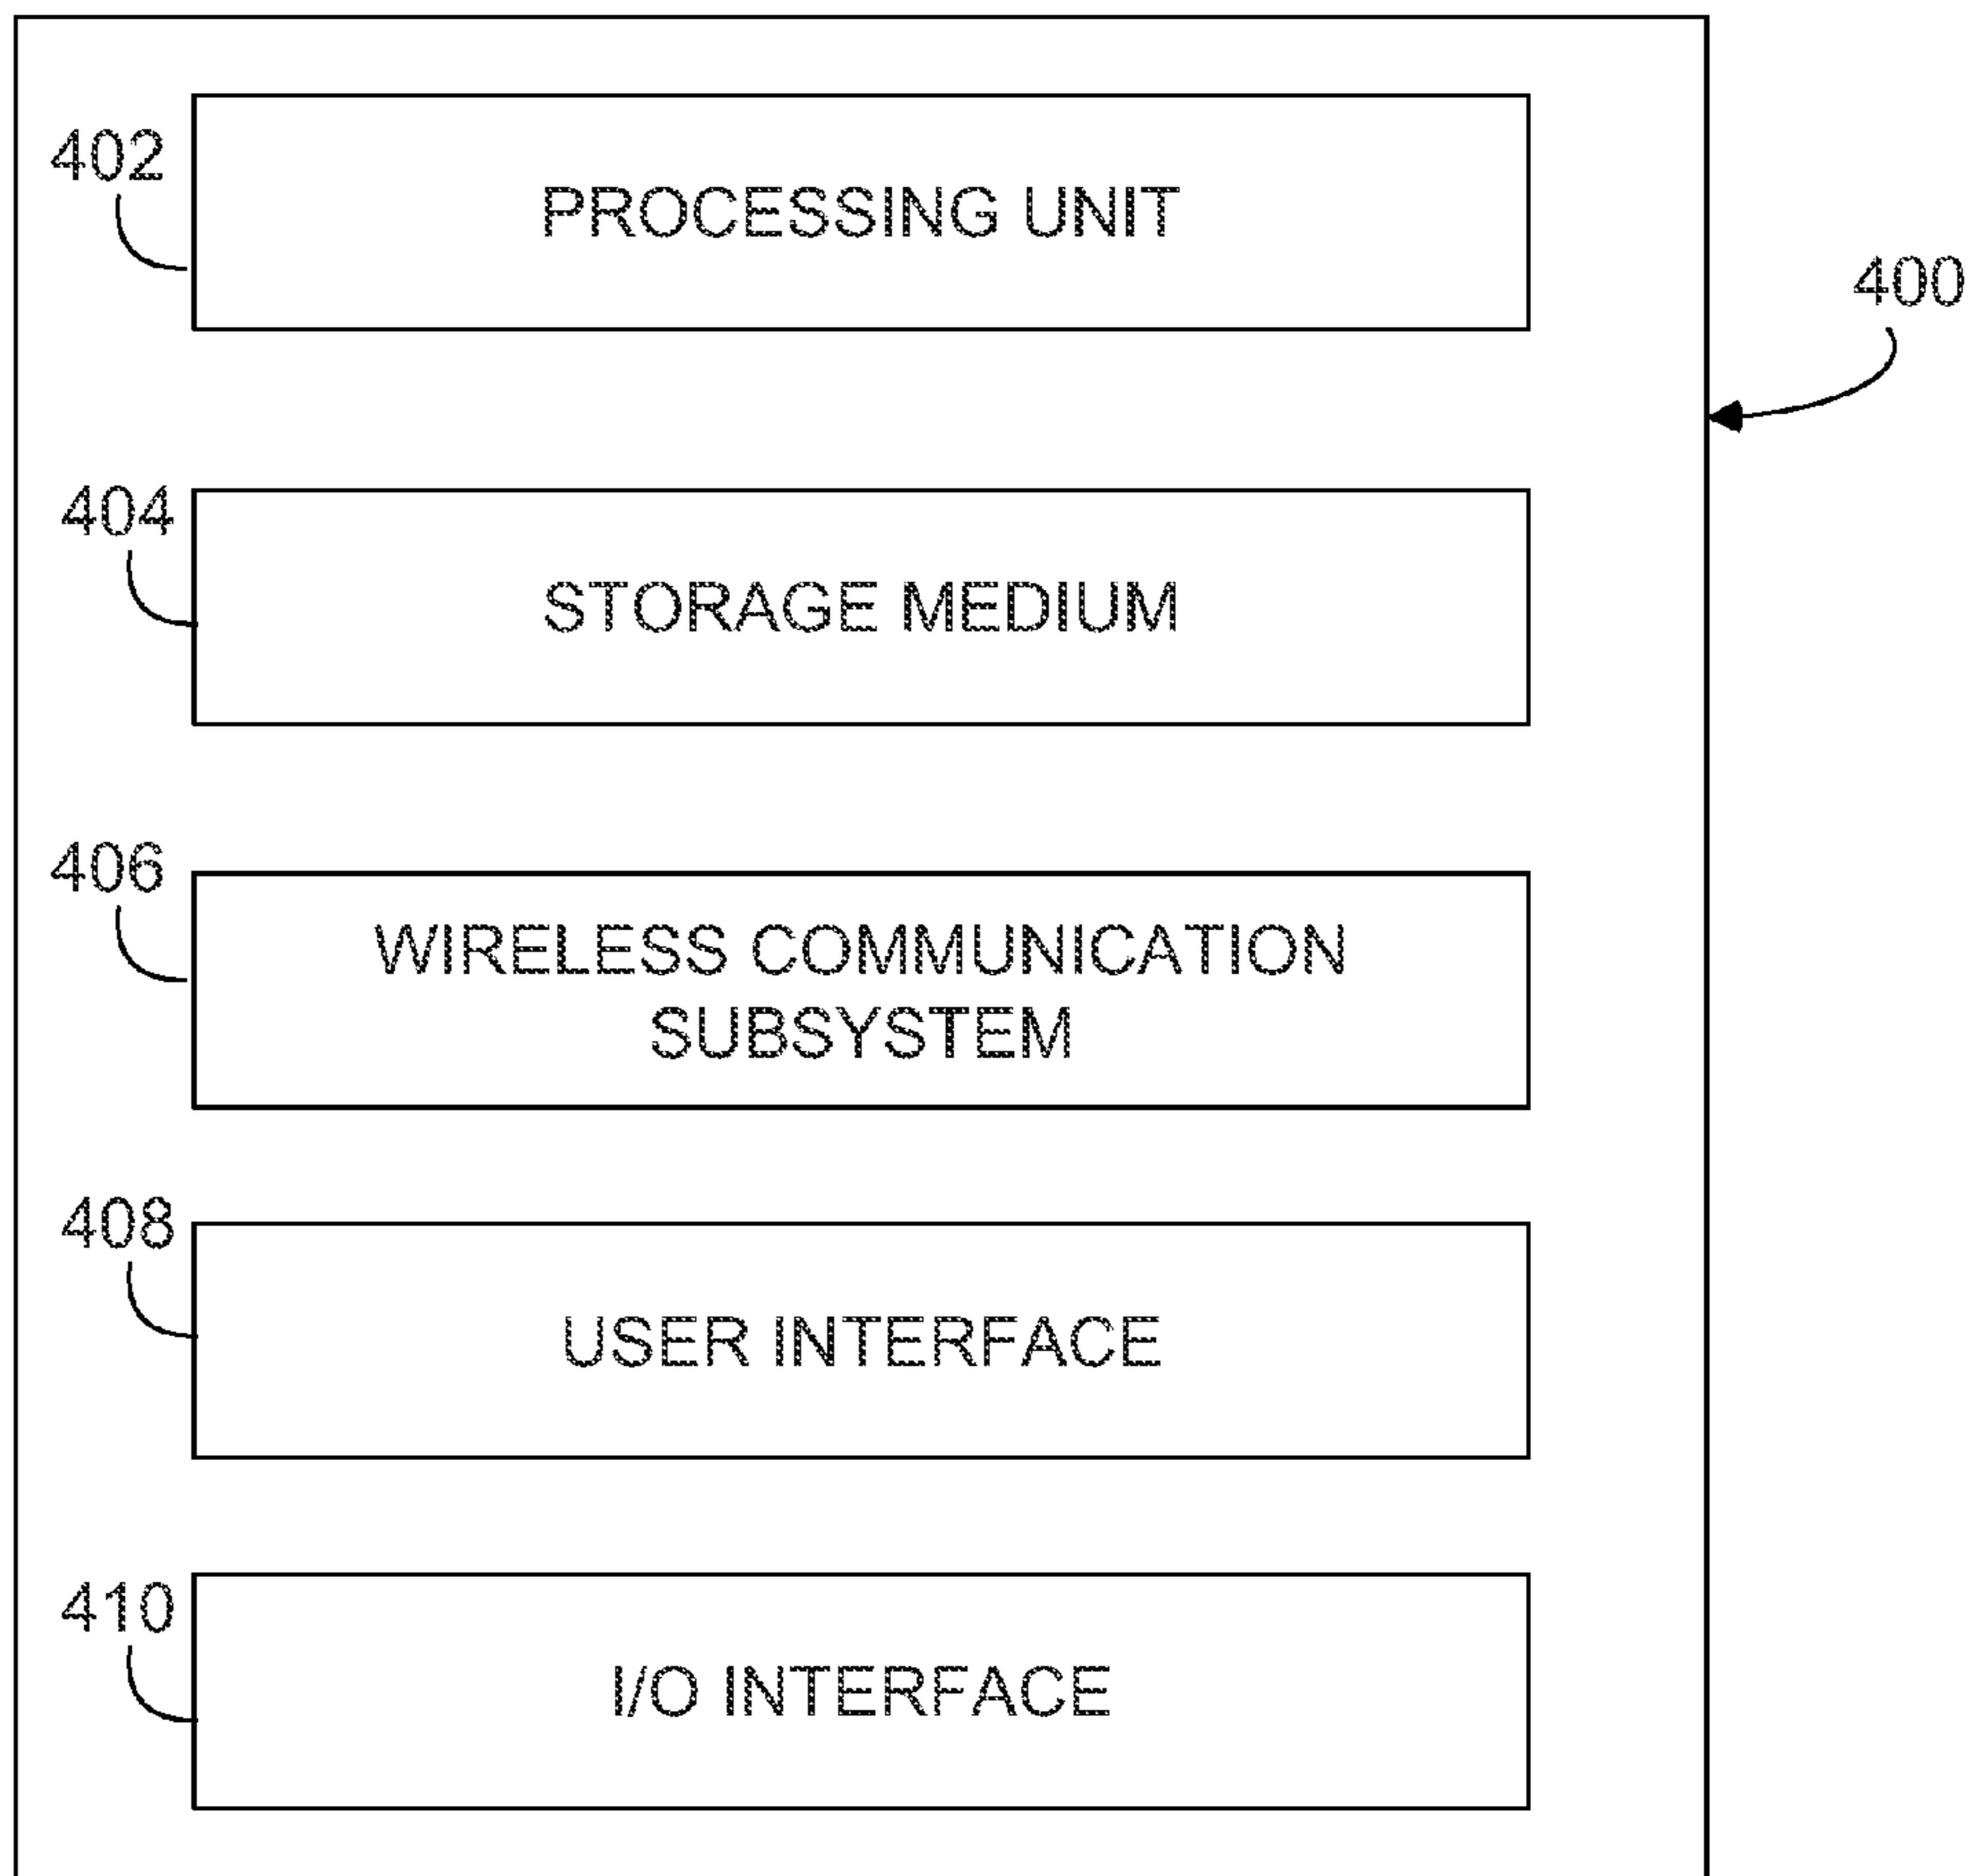 402
PROCESSING UNIT
400
404
STORAGE MEDIUM
406
WIRELESS COMMUNICATION
SUBSYSTEM
408
USER INTERFACE
410
I/O INTERFACE